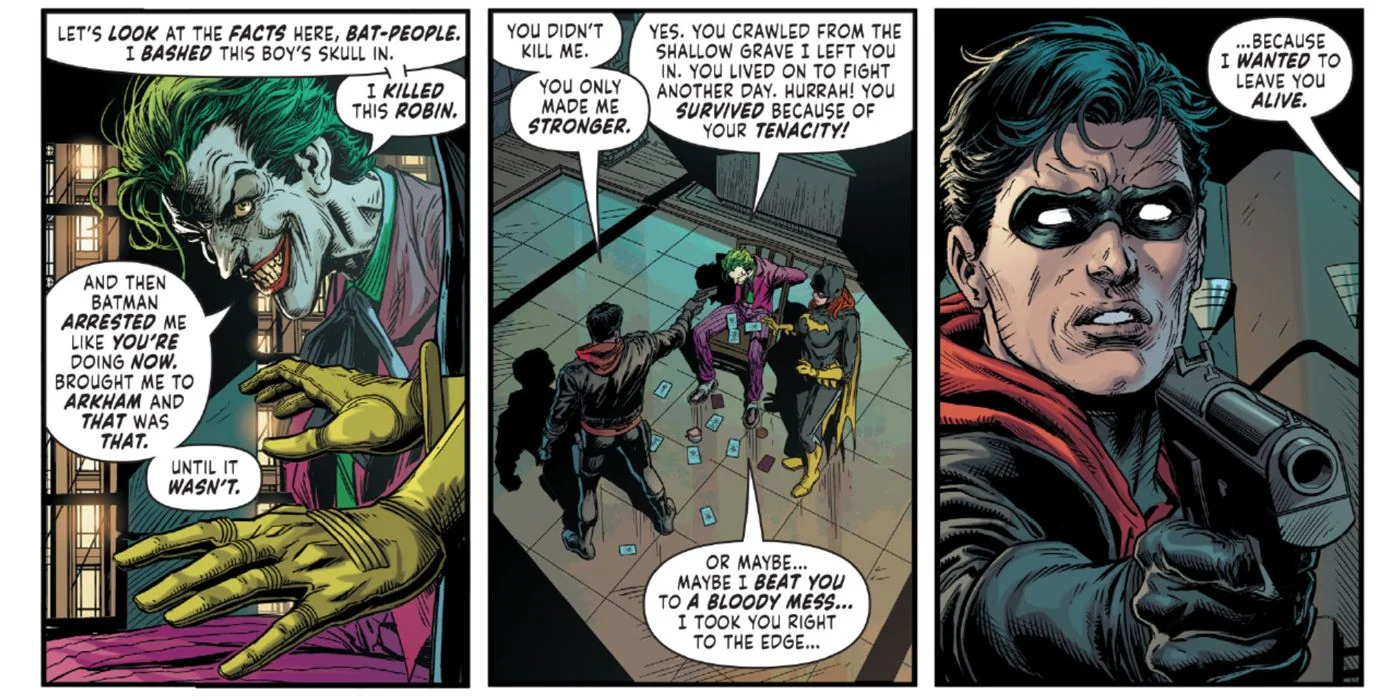 LET'S LOOK AT THE FACTS HERE, BAT-PEOPLE.
I BASHED THIS BOY'S SKULL IN.
I KILLED
THIS ROBIN.
AND THEN
BATMAN
ARRESTED ME
LIKE YOU'RE
DOING NOW.
BROUGHT ME TO
ARKHAM AND
THAT WAS
THAT.
UNTIL IT
WASN'T.
YOU DIDN'T
KILL ME.
YOU ONLY
MADE ME
STRONGER.
YES. YOU CRAWLED FROM THE
SHALLOW GRAVE I LEFT YOU
IN. YOU LIVED ON TO FIGHT
ANOTHER DAY. HURRAH! YOU
SURVIVED BECAUSE OF
YOUR TENACITY!
OR MAYBE...
MAYBE I BEAT YOU
TO A BLOODY MESS...
I TOOK YOU RIGHT
TO THE EDGE...
...BECAUSE
I WANTED TO
LEAVE YOU
ALIVE.